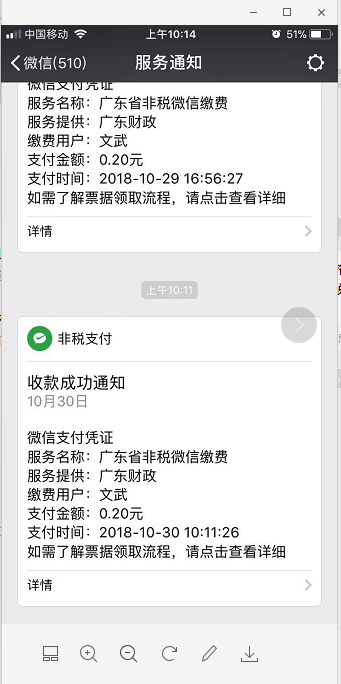 中国移动
上午10:14
51%
微信(510)
服务通知
微信支付凭证
服务名称：广东省非税微信缴费
服务提供：广东财政
缴费用户：文武
支付金额：0.20元
支付时间：2018-10-29 16:56:27
如需了解票据领取流程，请点击查看详细
详情
上午10:11
非税支付
收款成功通知
10月30日
微信支付凭证
服务名称：广东省非税微信缴费
服务提供：广东财政
缴费用户：文武
支付金额：0.20元
支付时间：2018-10-30 10:11:26
如需了解票据领取流程，请点击查看详细
详情